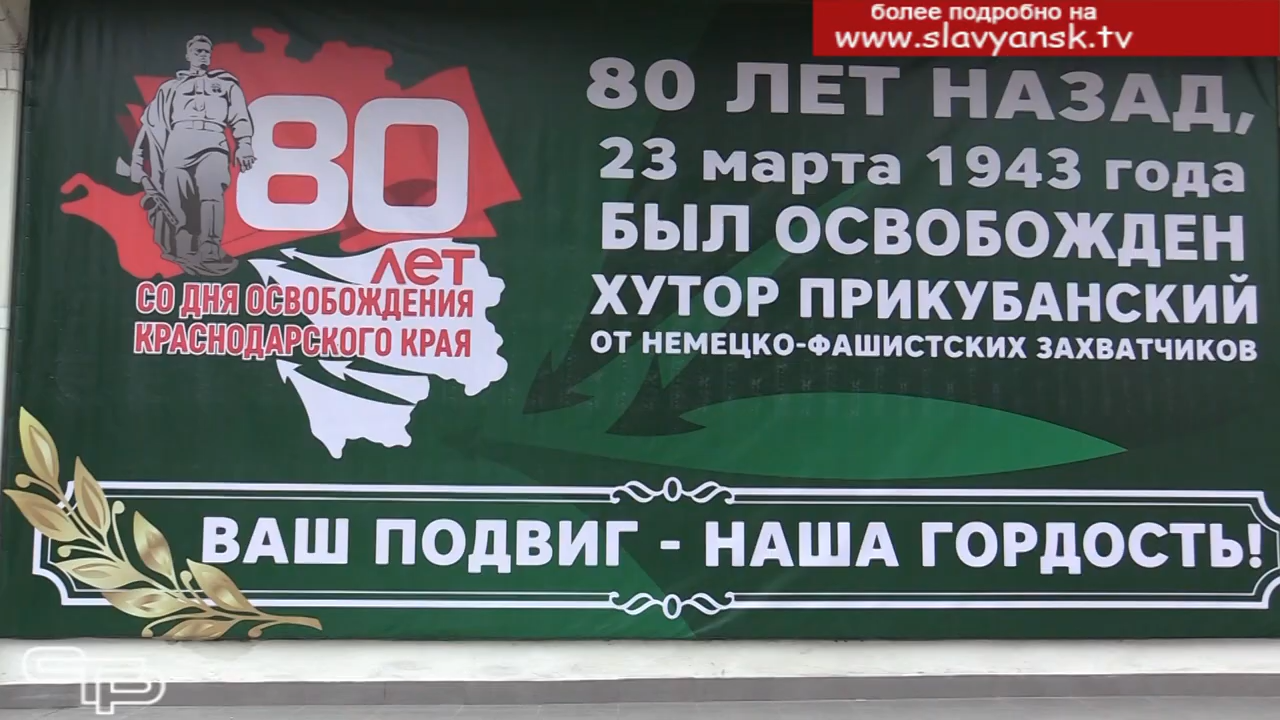 более подробно на
www.slavyansk.tv
80
лет
СО ДНЯ ОСВОБОЖДЕНИЯ
КРАСНОДАРСКОГО КРАЯ
80 ЛЕТ НАЗАД,
23 марта 1943 года
БЫЛ ОСВОБОЖДЕН
ХУТОР ПРИКУБАНСКИЙ
ОТ НЕМЕЦКО-ФАШИСТСКИХ ЗАХВАТЧИКОВ
ВАШ ПОДВИГ - НАША ГОРДОСТЬ!